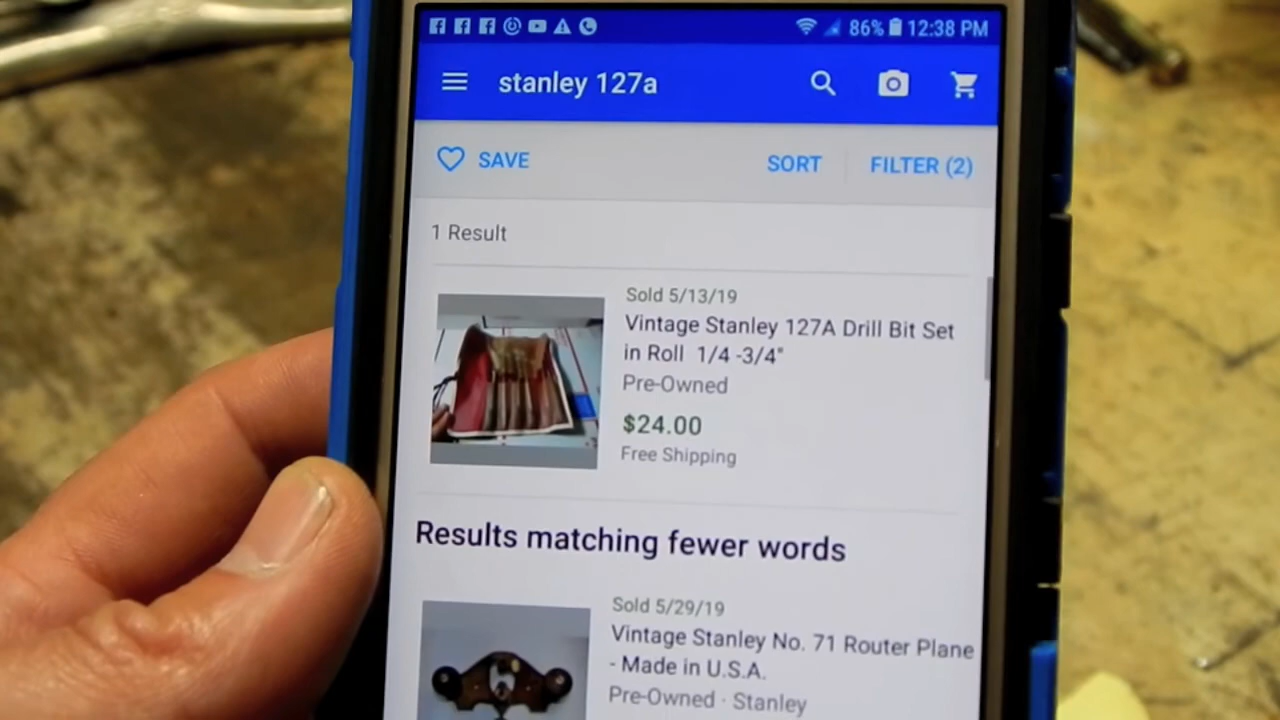 86% 12:38 PM
stanley 127a
SAVE
SORT
FILTER (2)
1 Result
Sold 5/13/19
Vintage Stanley 127A Drill Bit Set
in Roll 1/4 -3/4"
Pre-Owned
$24.00
Free Shipping
Results matching fewer words
Sold 5/29/19
Vintage Stanley No. 71 Router Plane
- Made in U.S.A.
Pre-Owned · Stanley